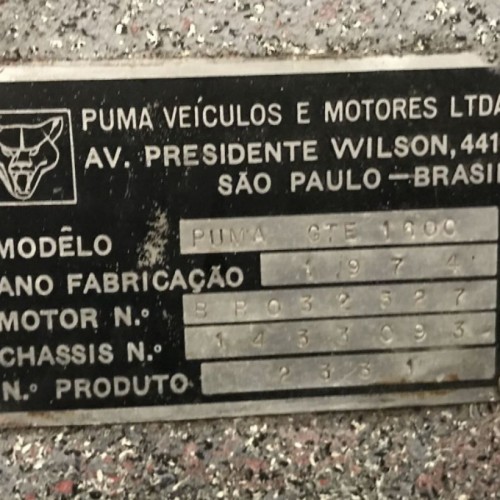 PUMA VEÍCULOS E MOTORES LTDA
AV. PRESIDENTE WILSON, 441
SÃO PAULO — BRASIL
MODÊLO PUMA GTE 1600
ANO FABRICAÇÃO 1974
MOTOR N.º
CHASSIS N.º 1433093
N.º PRODUTO 2331